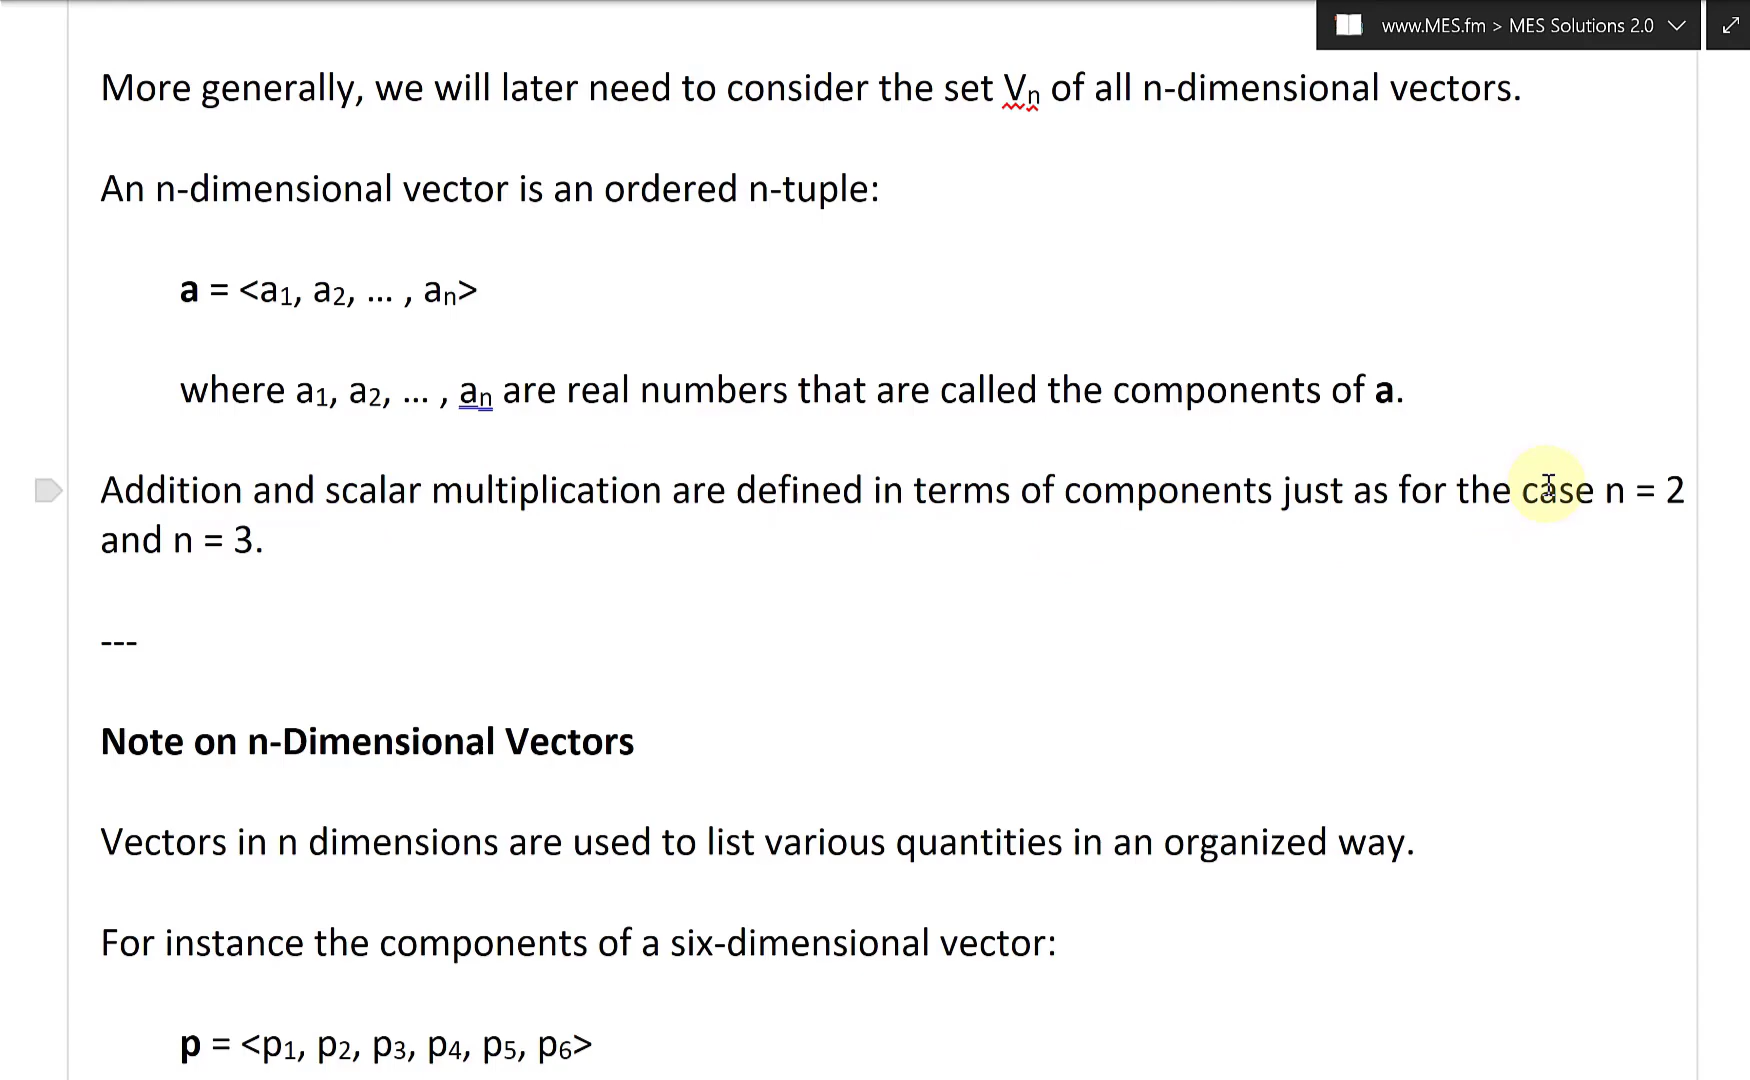 www.MES.fm > MES Solutions 2.0
More generally, we will later need to consider the set Vn of all n-dimensional vectors.
An n-dimensional vector is an ordered n-tuple:
a = <a1, a2, ... , an>
where a1, a2, ... , an are real numbers that are called the components of a.
Addition and scalar multiplication are defined in terms of components just as for the case n = 2
and n = 3.
---
Note on n-Dimensional Vectors
Vectors in n dimensions are used to list various quantities in an organized way.
For instance the components of a six-dimensional vector:
p = <p1, p2, p3, p4, p5, p6>